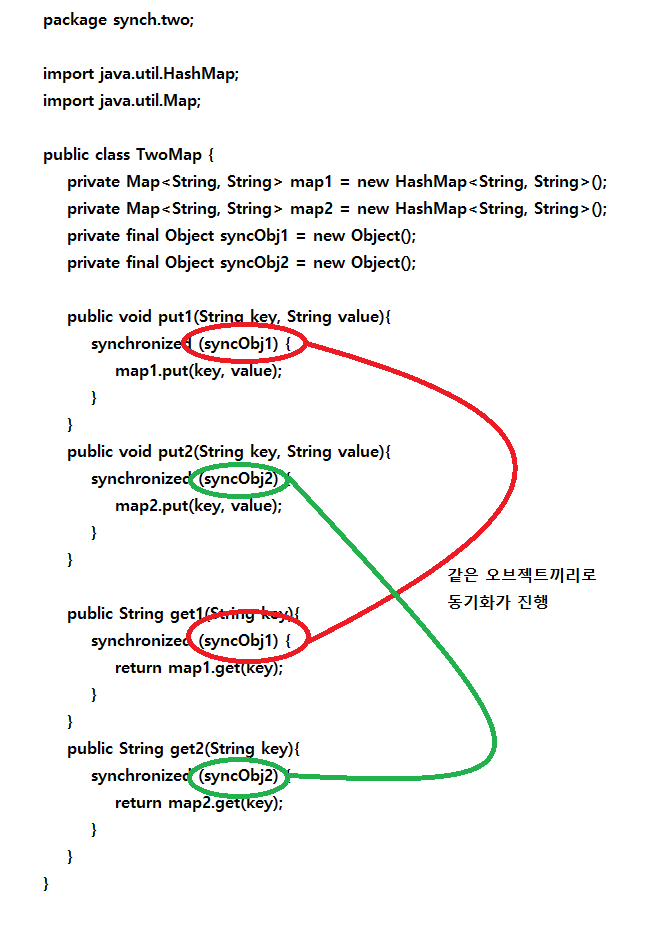 package synch.two;
import java.util.HashMap;
import java.util.Map;
public class TwoMap {
private Map<String, String> map1 = new HashMap<String, String>();
private Map<String, String> map2 = new HashMap<String, String>();
private final Object syncObj1 = new Object();
private final Object syncObj2 = new Object();
public void put1(String key, String value){
synchronized (syncObj1) {
map1.put(key, value);
}
}
public void put2(String key, String value){
synchronized (syncObj2) {
map2.put(key, value);
}
}
같은 오브젝트끼리로
동기화가 진행
public String get1(String key){
synchronized (syncObj1) {
return map1.get(key);
}
}
public String get2(String key){
synchronized (syncObj2) {
return map2.get(key);
}
}
}